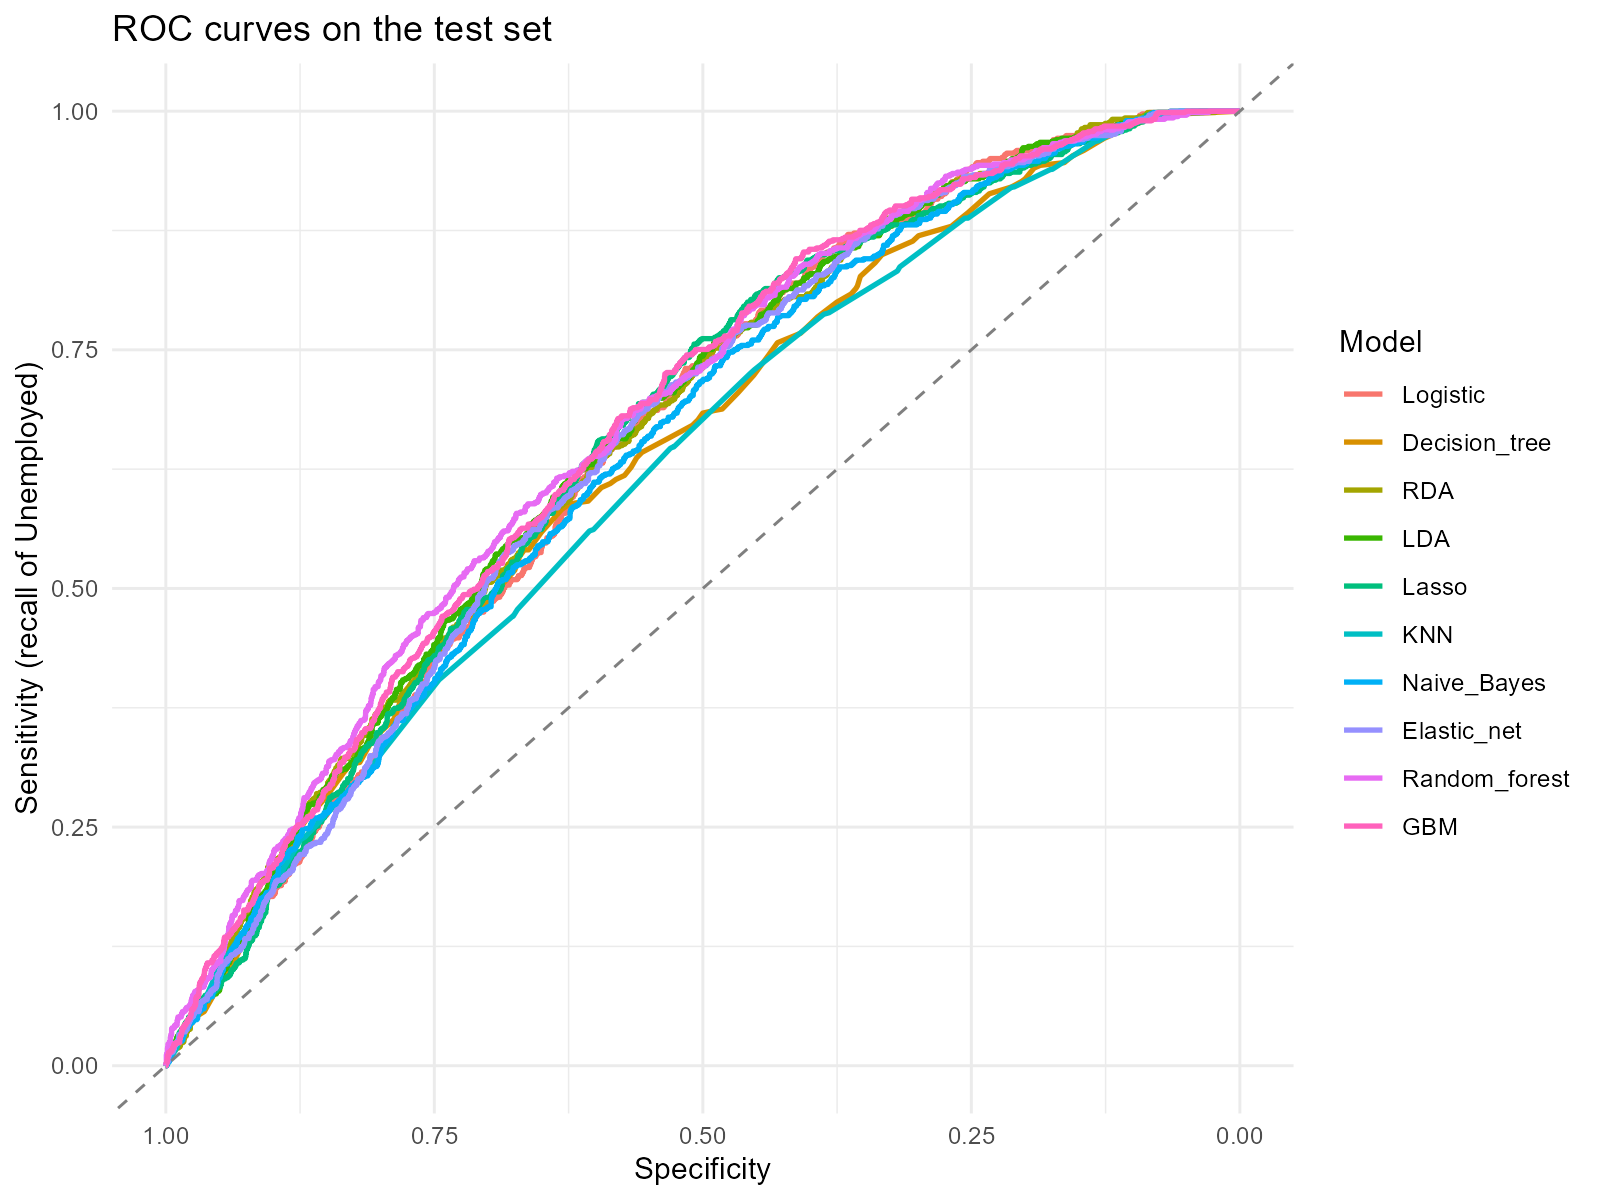 ROC curves on the test set
Sensitivity (recall of Unemployed)
1.00
0.75
0.50
0.25
0.00
1.00
0.75
0.50
0.25
0.00
Specificity
Model
Logistic
Decision_tree
RDA
LDA
Lasso
KNN
Naive_Bayes
Elastic_net
Random_forest
GBM